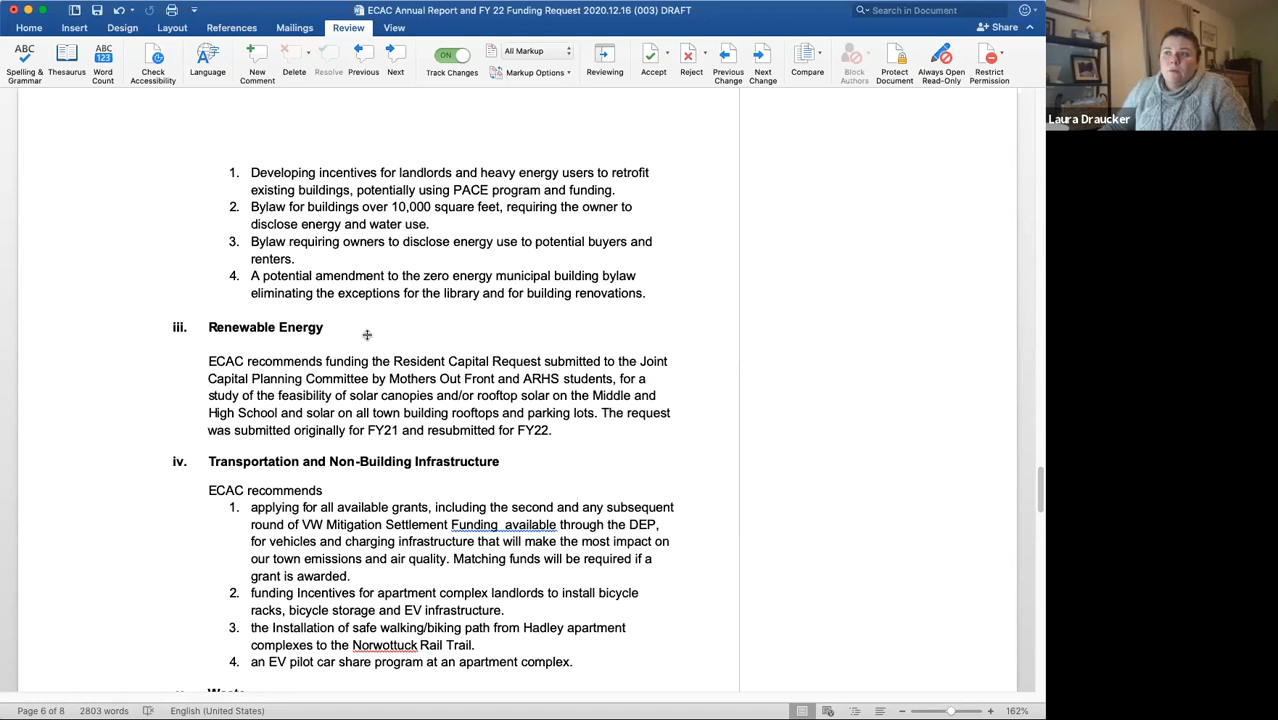 ECAC Annual Report and FY 22 Funding Request 2020.12.16 (003) DRAFT
Search in Document
Home Insert Design Layout References Mailings Review View
Share
ABC
Spelling & Grammar
Thesaurus
ABC 123
Word Count
Check Accessibility
Language
New Comment
Delete
Resolve
Previous
Next
ON
Track Changes
All Markup
Markup Options
Reviewing
Accept
Reject
Previous Change
Next Change
Compare
Block Authors
Protect Document
Always Open Read-Only
Restrict Permission
Laura Draucker
1. Developing incentives for landlords and heavy energy users to retrofit
existing buildings, potentially using PACE program and funding.
2. Bylaw for buildings over 10,000 square feet, requiring the owner to
disclose energy and water use.
3. Bylaw requiring owners to disclose energy use to potential buyers and
renters.
4. A potential amendment to the zero energy municipal building bylaw
eliminating the exceptions for the library and for building renovations.
iii. Renewable Energy
ECAC recommends funding the Resident Capital Request submitted to the Joint
Capital Planning Committee by Mothers Out Front and ARHS students, for a
study of the feasibility of solar canopies and/or rooftop solar on the Middle and
High School and solar on all town building rooftops and parking lots. The request
was submitted originally for FY21 and resubmitted for FY22.
iv. Transportation and Non-Building Infrastructure
ECAC recommends
1. applying for all available grants, including the second and any subsequent
round of VW Mitigation Settlement Funding available through the DEP,
for vehicles and charging infrastructure that will make the most impact on
our town emissions and air quality. Matching funds will be required if a
grant is awarded.
2. funding Incentives for apartment complex landlords to install bicycle
racks, bicycle storage and EV infrastructure.
3. the Installation of safe walking/biking path from Hadley apartment
complexes to the Norwottuck Rail Trail.
4. an EV pilot car share program at an apartment complex.
Page 6 of 8 2803 words English (United States) 162%